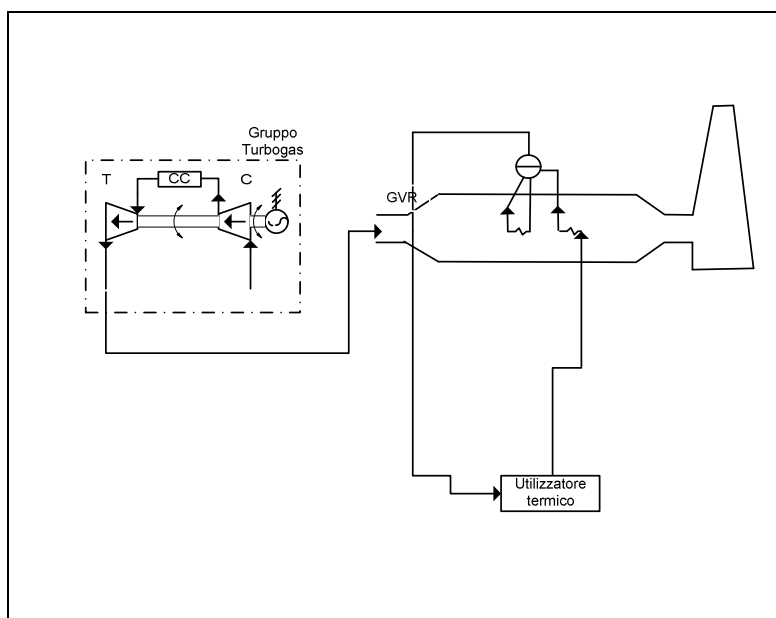 Gruppo
Turbogas
T
CC
C
GVR
Utilizzatore
termico